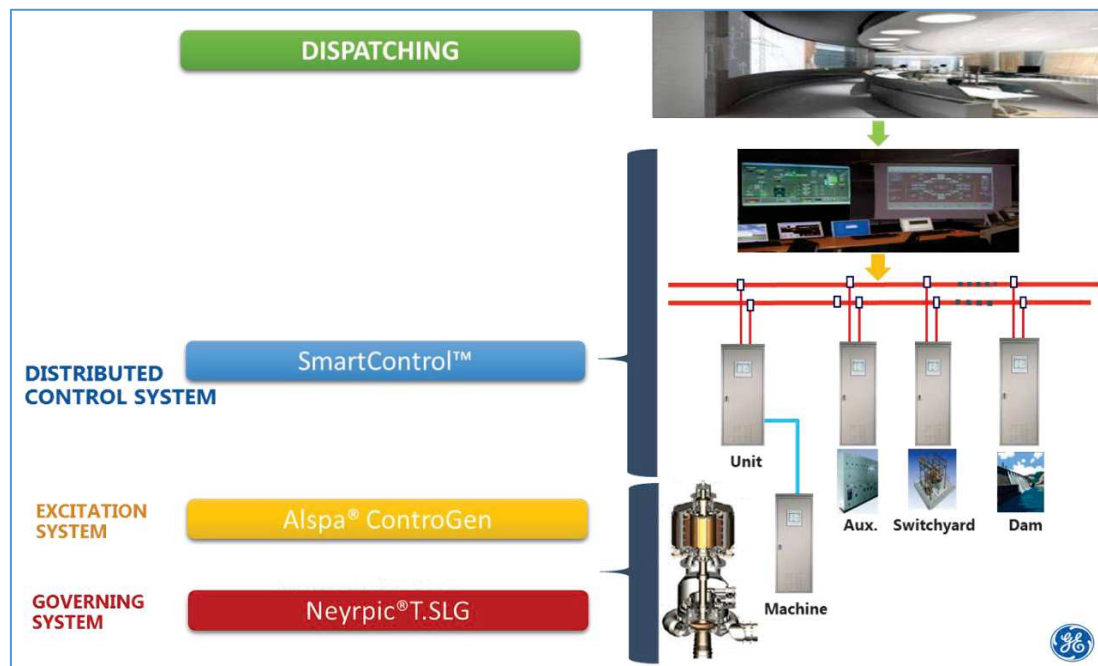 DISPATCHING
SmartControl™
DISTRIBUTED
CONTROL SYSTEM
Unit
Aux.
Switchyard
Dam
EXCITATION
SYSTEM
Alspa® ControGen
Machine
GOVERNING
SYSTEM
Neyrpic®T.SLG